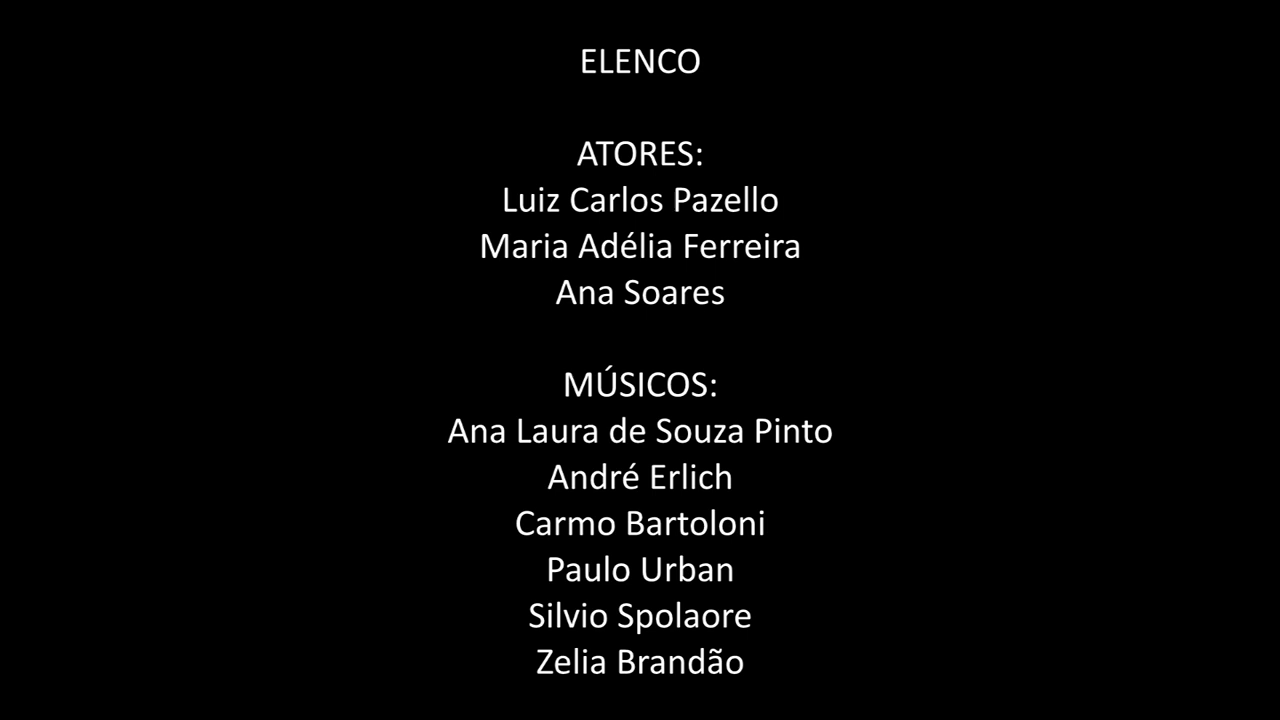 ELENCO
ATORES:
Luiz Carlos Pazello
Maria Adélia Ferreira
Ana Soares
MÚSICOS:
Ana Laura de Souza Pinto
André Erlich
Carmo Bartoloni
Paulo Urban
Silvio Spolaore
Zelia Brandão